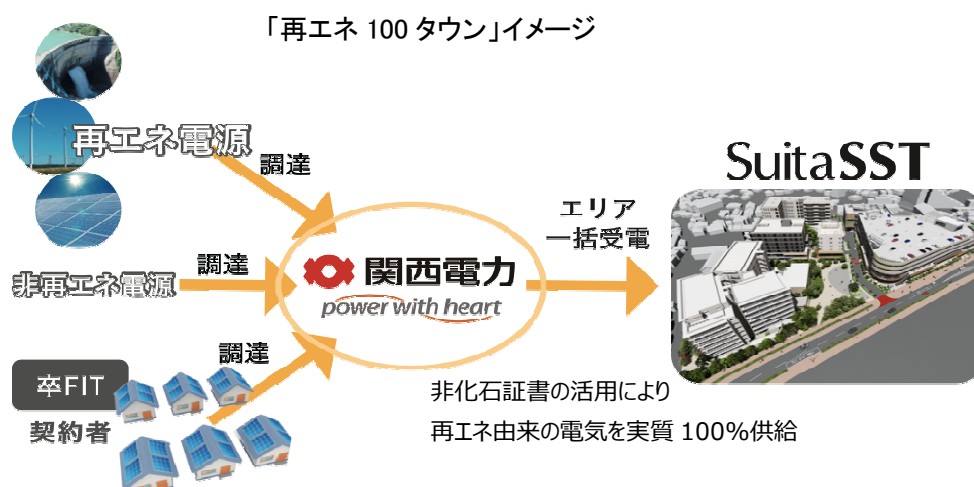 「再エネ 100 タウン」イメージ
再エネ電源
調達
非再エネ電源
調達
卒FIT
契約者
調達
関西電力
power with heart
エリア
一括受電
SuitaSST
非化石証書の活用により
再エネ由来の電気を実質 100%供給